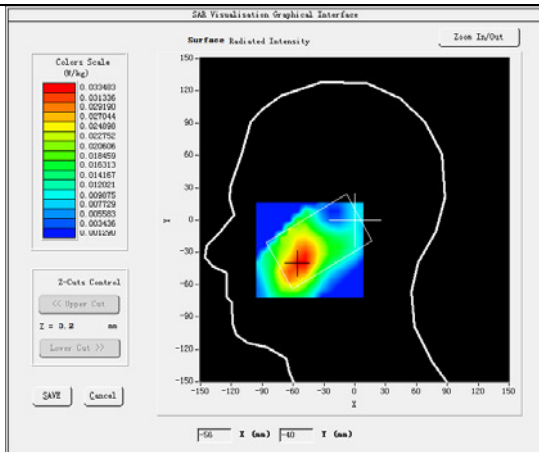 SAR Visualisation Graphical Interface
Surface Radiated Intensity
Zoom In/Out
Colors Scale
(W/kg)
0.033483
0.031336
0.029190
0.027044
0.024898
0.022752
0.020606
0.018459
0.016313
0.014167
0.012021
0.009875
0.007729
0.005583
0.003436
0.001290
Z-Cuts Control
<< Upper Cut
Z = 0.2 mm
Lower Cut >>
SAVE Cancel
150
120
90
60
30
0
-30
-60
-90
-120
-150
Y
-150 -120 -90 -60 -30 0 30 60 90 120 150
X
-56 X (mm) -40 Y (mm)